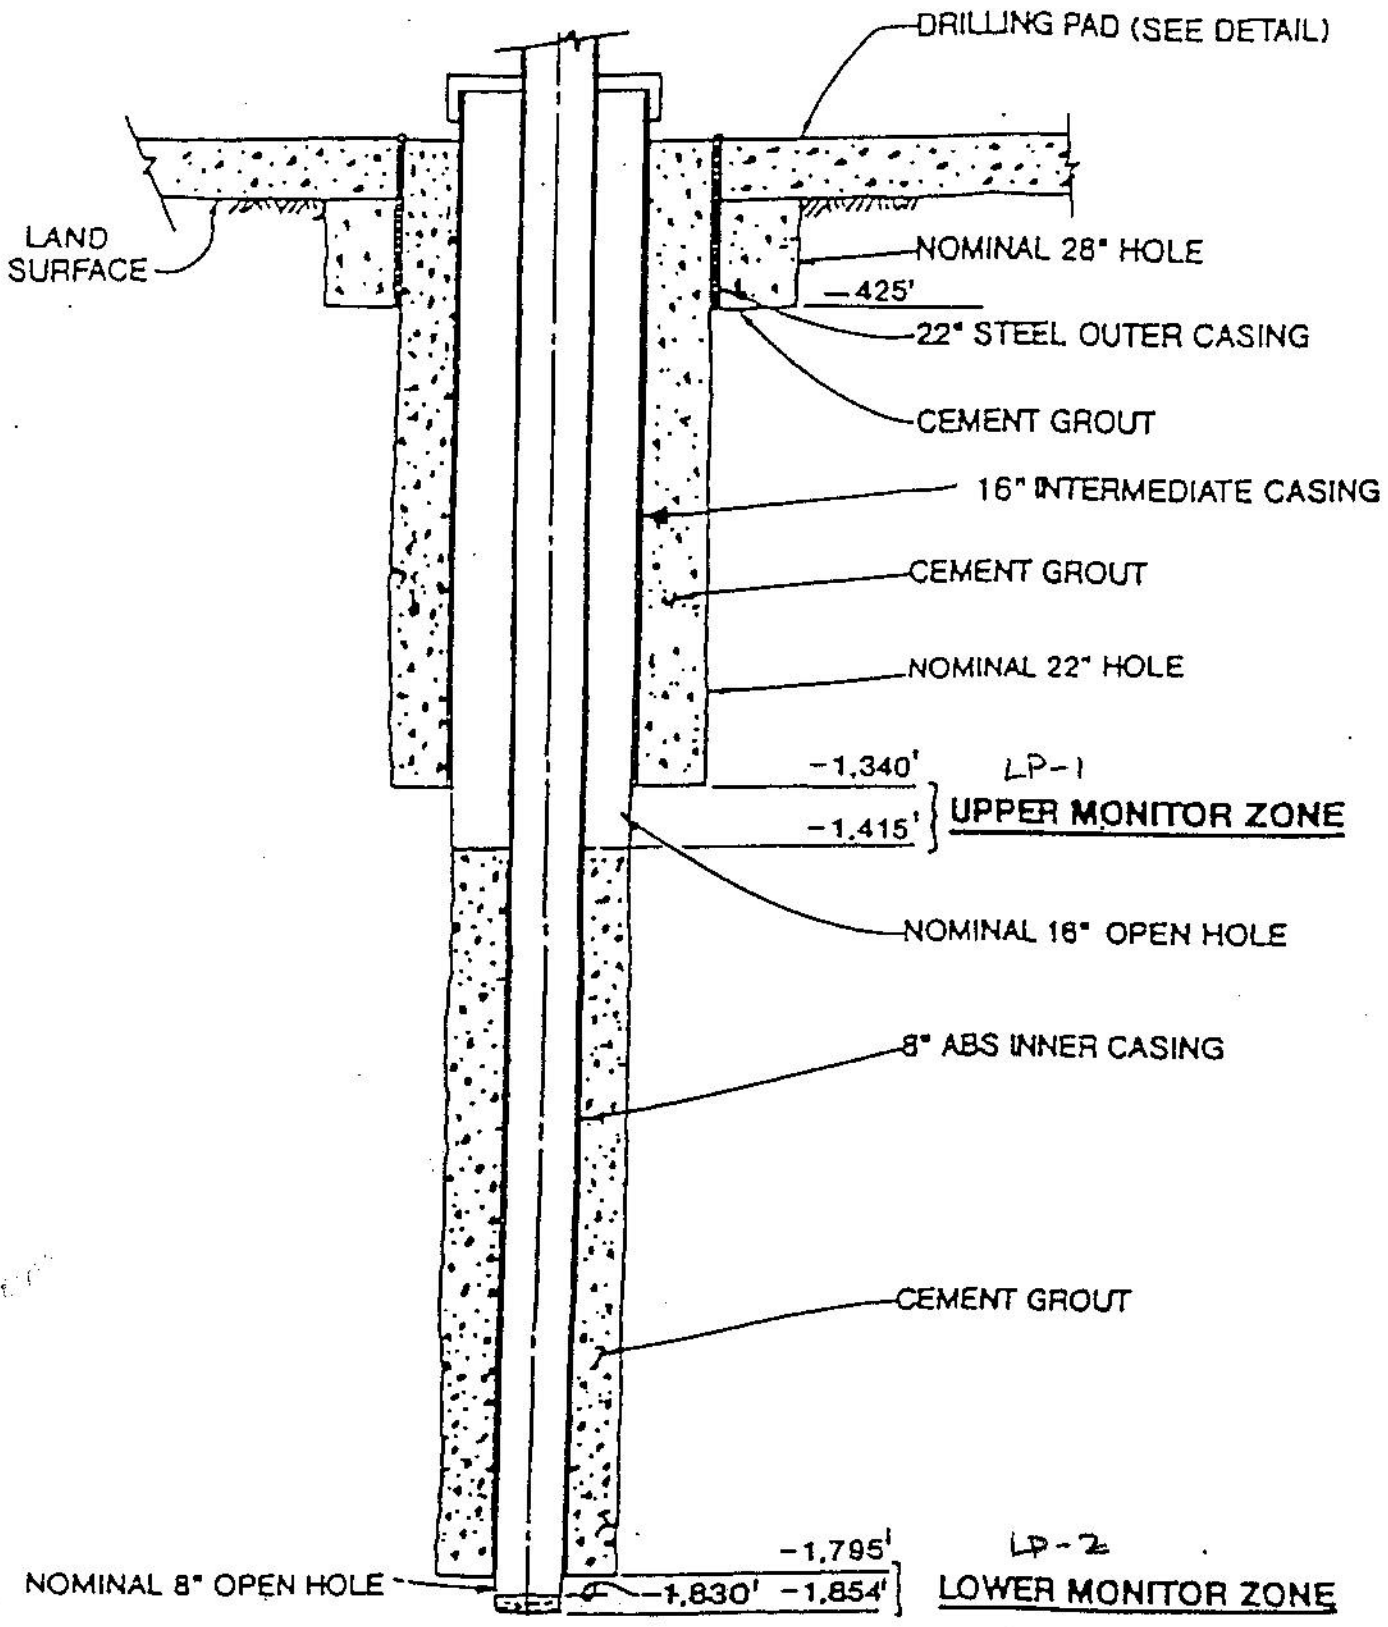 DRILLING PAD (SEE DETAIL)
LAND
SURFACE
NOMINAL 28" HOLE
-425'
22" STEEL OUTER CASING
CEMENT GROUT
16" INTERMEDIATE CASING
CEMENT GROUT
NOMINAL 22" HOLE
-1,340' LP-1
UPPER MONITOR ZONE
-1,415'
NOMINAL 16" OPEN HOLE
8" ABS INNER CASING
CEMENT GROUT
-1,795' LP-2
NOMINAL 8" OPEN HOLE -1,830' -1,854' LOWER MONITOR ZONE